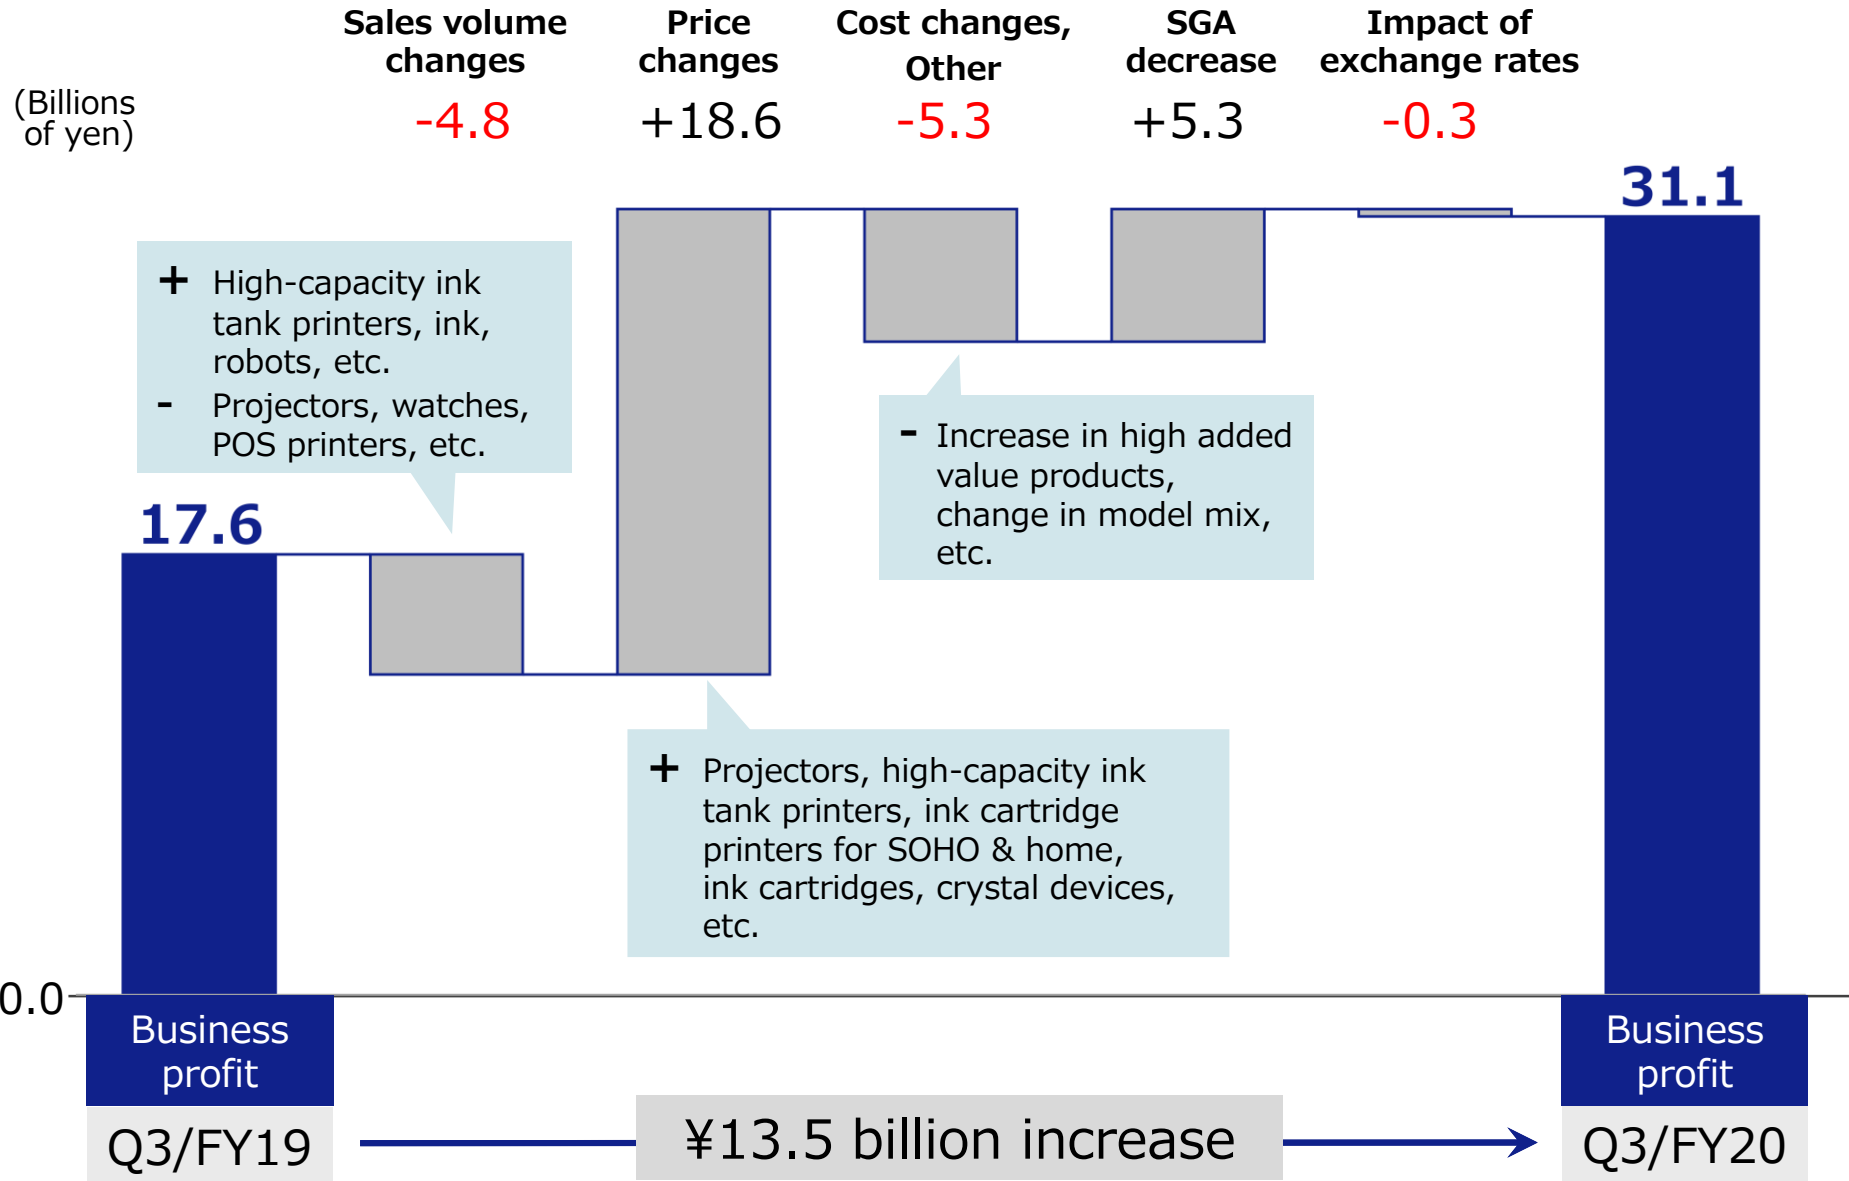 Sales volume
changes
-4.8
Price
changes
+18.6
Cost changes,
Other
-5.3
SGA
decrease
+5.3
Impact of
exchange rates
-0.3
(Billions
of yen)
31.1
+ High-capacity ink
tank printers, ink,
robots, etc.
- Projectors, watches,
POS printers, etc.
- Increase in high added
value products,
change in model mix,
etc.
17.6
+ Projectors, high-capacity ink
tank printers, ink cartridge
printers for SOHO & home,
ink cartridges, crystal devices,
etc.
0.0
Business
profit
Q3/FY19
¥13.5 billion increase
Business
profit
Q3/FY20